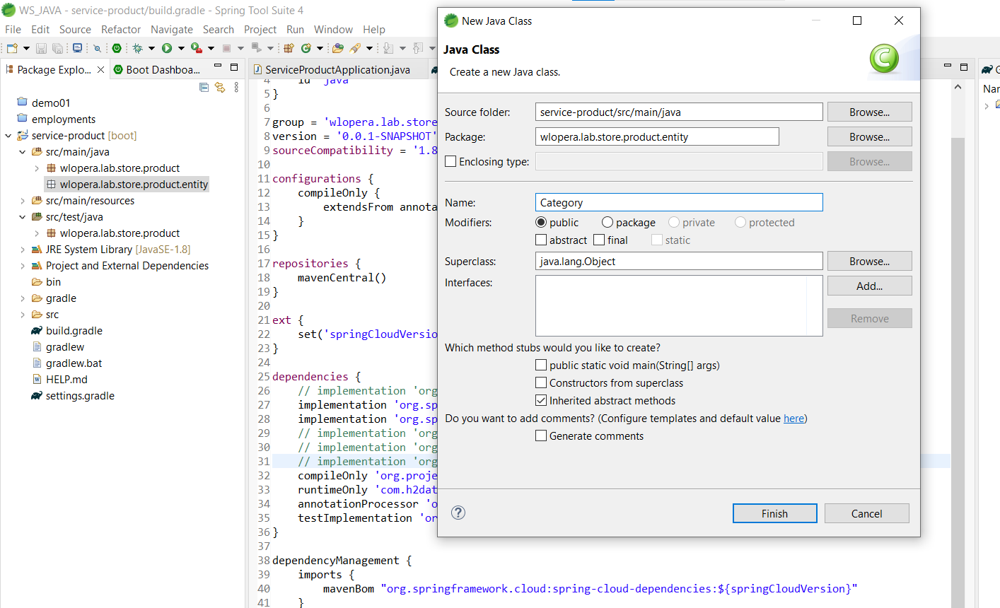 WS_JAVA - service-product/build.gradle - Spring Tool Suite 4
File Edit Source Refactor Navigate Search Project Run Window Help
Package Explo...
Boot Dashboa...
demo01
employments
service-product [boot]
src/main/java
wlopera.lab.store.product
wlopera.lab.store.product.entity
src/main/resources
src/test/java
wlopera.lab.store.product
JRE System Library [JavaSE-1.8]
Project and External Dependencies
bin
gradle
src
build.gradle
gradlew
gradlew.bat
HELP.md
settings.gradle
ServiceProductApplication.java
4 id 'java'
5 }
6
7 group = 'wlopera.lab.store
8 version = '0.0.1-SNAPSHOT'
9 sourceCompatibility = '1.8
10
11 configurations {
12 compileOnly {
13 extendsFrom annota
14 }
15 }
16
17 repositories {
18 mavenCentral()
19 }
20
21 ext {
22 set('springCloudVersio
23 }
24
25 dependencies {
26 // implementation 'org
27 implementation 'org.sp
28 implementation 'org.sp
29 // implementation 'org
30 // implementation 'org
31 // implementation 'org
32 compileOnly 'org.proje
33 runtimeOnly 'com.h2dat
34 annotationProcessor 'o
35 testImplementation 'or
36 }
37
38 dependencyManagement {
39 imports {
40 mavenBom "org.springframework.cloud:spring-cloud-dependencies:${springCloudVersion}"
41 }
New Java Class
Java Class
Create a new Java class.
Source folder: service-product/src/main/java Browse...
Package: wlopera.lab.store.product.entity Browse...
Enclosing type: Browse...
Name: Category
Modifiers: public package private protected
abstract final static
Superclass: java.lang.Object Browse...
Interfaces: Add...
Remove
Which method stubs would you like to create?
public static void main(String[] args)
Constructors from superclass
Inherited abstract methods
Do you want to add comments? (Configure templates and default value here)
Generate comments
Finish Cancel